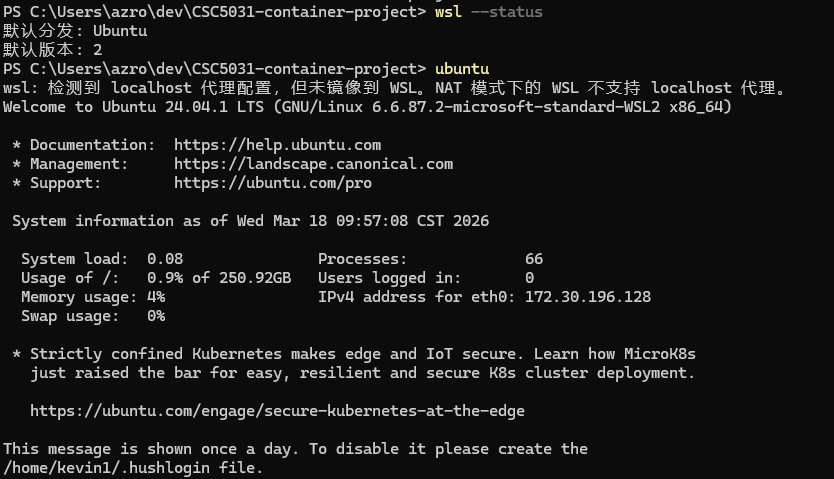 PS C:\Users\azro\dev\CSC5031-container-project> wsl --status
默认分发: Ubuntu
默认版本: 2
PS C:\Users\azro\dev\CSC5031-container-project> ubuntu
wsl: 检测到 localhost 代理配置，但未镜像到 WSL。NAT 模式下的 WSL 不支持 localhost 代理。
Welcome to Ubuntu 24.04.1 LTS (GNU/Linux 6.6.87.2-microsoft-standard-WSL2 x86_64)

 * Documentation:  https://help.ubuntu.com
 * Management:     https://landscape.canonical.com
 * Support:        https://ubuntu.com/pro

 System information as of Wed Mar 18 09:57:08 CST 2026

  System load:  0.08               Processes:             66
  Usage of /:   0.9% of 250.92GB   Users logged in:       0
  Memory usage: 4%                 IPv4 address for eth0: 172.30.196.128
  Swap usage:   0%

 * Strictly confined Kubernetes makes edge and IoT secure. Learn how MicroK8s
   just raised the bar for easy, resilient and secure K8s cluster deployment.

   https://ubuntu.com/engage/secure-kubernetes-at-the-edge

This message is shown once a day. To disable it please create the
/home/kevin1/.hushlogin file.